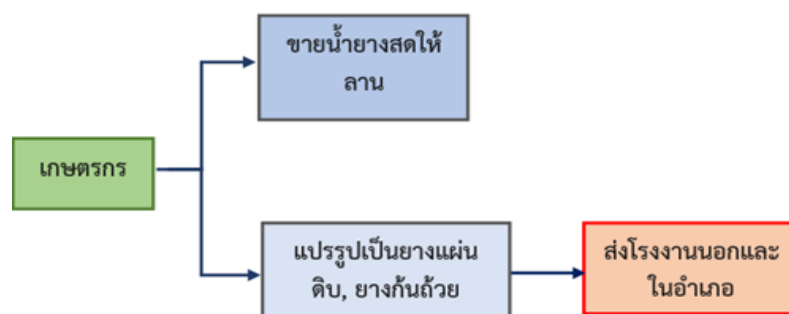 ขายน้ำยางสดให้
ลาน
เกษตรกร
แปรรูปเป็นยางแผ่น
ดิบ, ยางก้นถ้วย
ส่งโรงงานนอกและ
ในอำเภอ